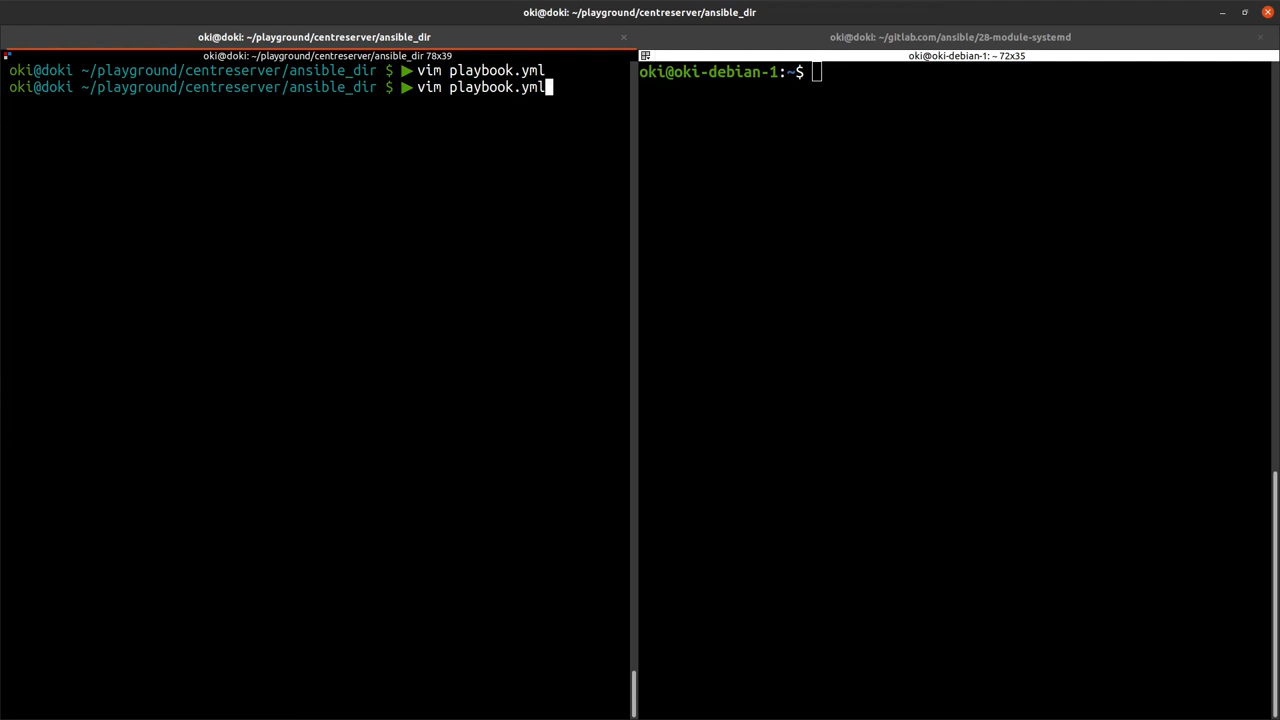 oki@doki: ~/playground/centreserver/ansible_dir
oki@doki: ~/playground/centreserver/ansible_dir
oki@doki: ~/gitlab.com/ansible/28-module-systemd
oki@doki: ~/playground/centreserver/ansible_dir 78x39
oki@doki ~/playground/centreserver/ansible_dir $ ▶vim playbook.yml
oki@doki ~/playground/centreserver/ansible_dir $ ▶vim playbook.yml
oki@oki-debian-1: ~ 72x35
oki@oki-debian-1:~$